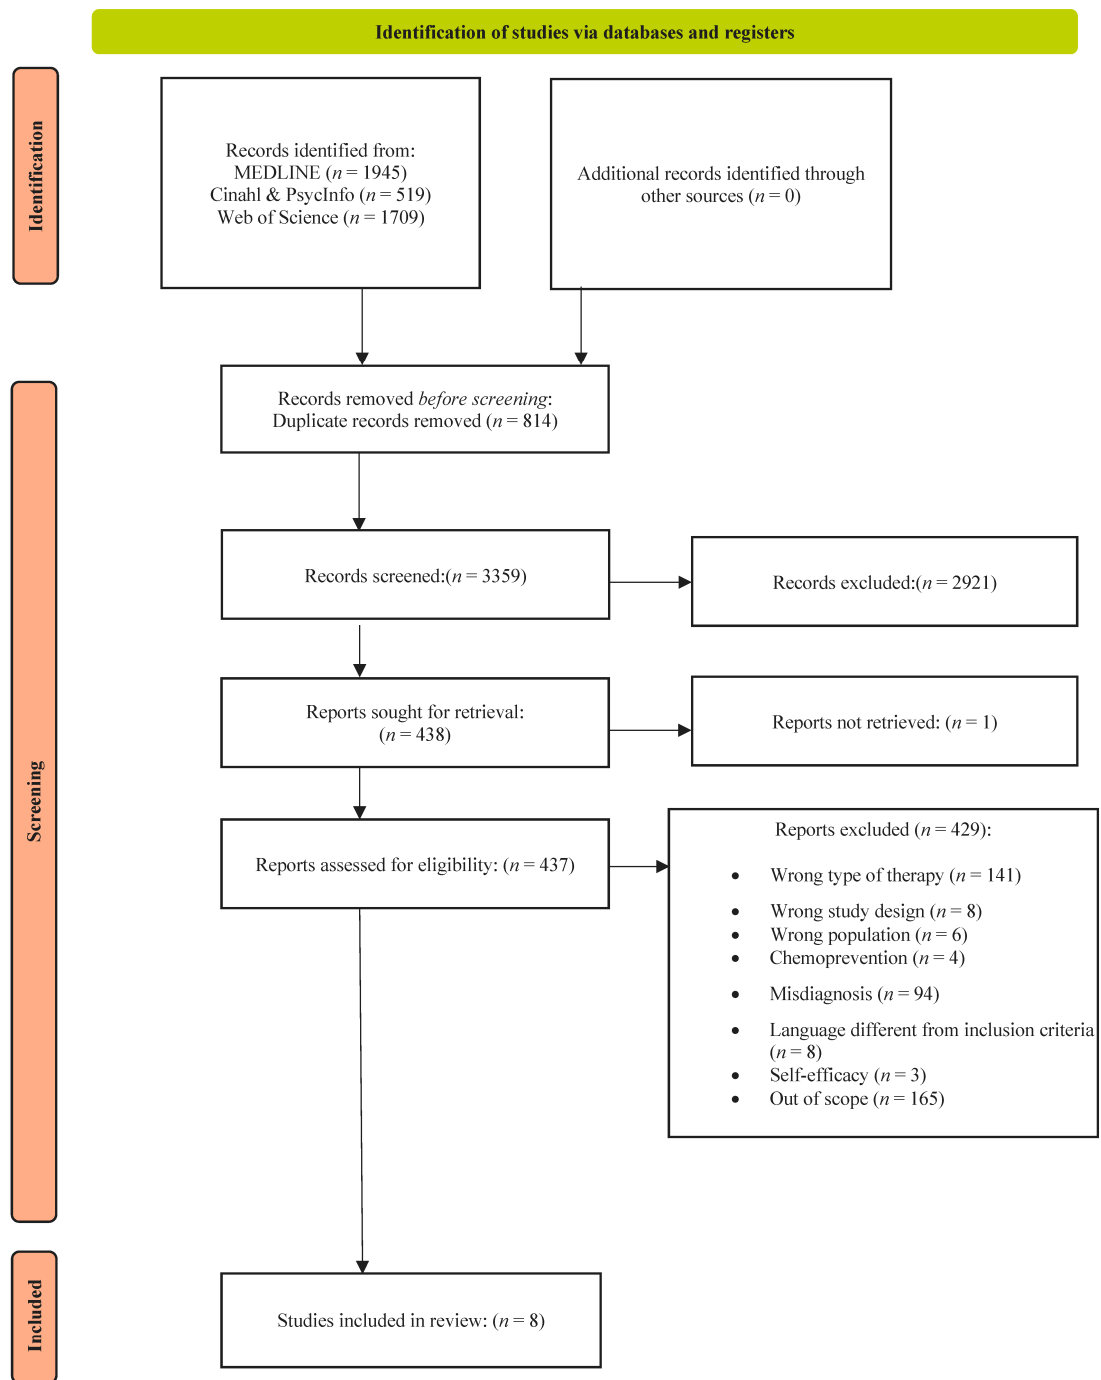 Identification of studies via databases and registers
Identification
Records identified from:
MEDLINE (n = 1945)
Cinahl & PsycInfo (n = 519)
Web of Science (n = 1709)
Additional records identified through
other sources (n = 0)
Screening
Records removed before screening:
Duplicate records removed (n = 814)
Records screened:(n = 3359)
Records excluded:(n = 2921)
Reports sought for retrieval:
(n = 438)
Reports not retrieved: (n = 1)
Reports assessed for eligibility: (n = 437)
Reports excluded (n = 429):
• Wrong type of therapy (n = 141)
• Wrong study design (n = 8)
• Wrong population (n = 6)
• Chemoprevention (n = 4)
• Misdiagnosis (n = 94)
• Language different from inclusion criteria
(n = 8)
• Self-efficacy (n = 3)
• Out of scope (n = 165)
Included
Studies included in review: (n = 8)